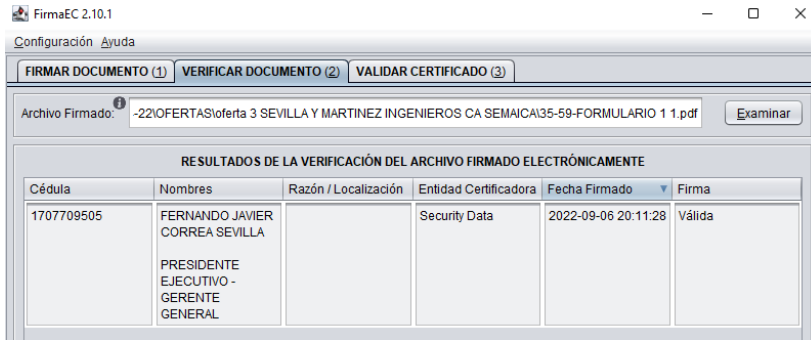 FirmaEC 2.10.1
Configuración Ayuda
FIRMAR DOCUMENTO (1) VERIFICAR DOCUMENTO (2) VALIDAR CERTIFICADO (3)
Archivo Firmado: -22\OFERTAS\oferta 3 SEVILLA Y MARTINEZ INGENIEROS CA SEMAICA\35-59-FORMULARIO 1 1.pdf Examinar
RESULTADOS DE LA VERIFICACIÓN DEL ARCHIVO FIRMADO ELECTRÓNICAMENTE
Cédula Nombres Razón / Localización Entidad Certificadora Fecha Firmado Firma
1707709505 FERNANDO JAVIER Security Data 2022-09-06 20:11:28 Válida
CORREA SEVILLA
PRESIDENTE
EJECUTIVO -
GERENTE
GENERAL